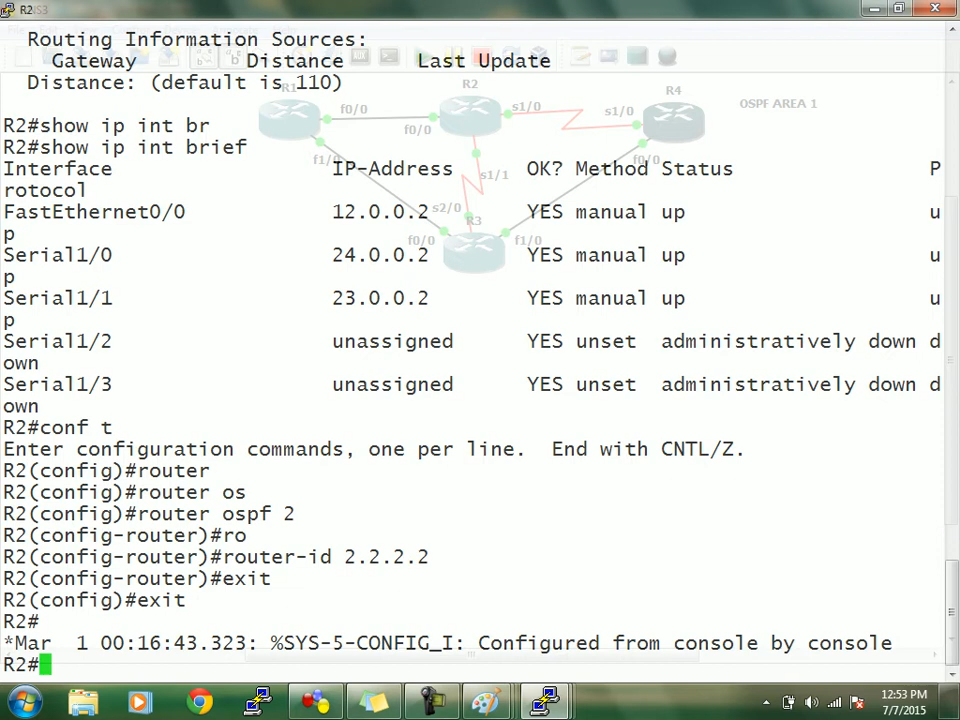 R2
NS3
Routing Information Sources:
Gateway Distance Last Update
Distance: (default is 110)
R1 f0/0 R2 f0/0 s1/0 s1/0 R4 OSPF AREA 1
f1/0 s1/1 f0/0
s2/0 R3
f0/0 f1/0
R2#show ip int br
R2#show ip int brief
Interface IP-Address OK? Method Status P
rotocol
FastEthernet0/0 12.0.0.2 YES manual up u
p
Serial1/0 24.0.0.2 YES manual up u
p
Serial1/1 23.0.0.2 YES manual up u
p
Serial1/2 unassigned YES unset administratively down d
own
Serial1/3 unassigned YES unset administratively down d
own
R2#conf t
Enter configuration commands, one per line. End with CNTL/Z.
R2(config)#router
R2(config)#router os
R2(config)#router ospf 2
R2(config-router)#ro
R2(config-router)#router-id 2.2.2.2
R2(config-router)#exit
R2(config)#exit
R2#
*Mar 1 00:16:43.323: %SYS-5-CONFIG_I: Configured from console by console
R2#
12:53 PM
7/7/2015